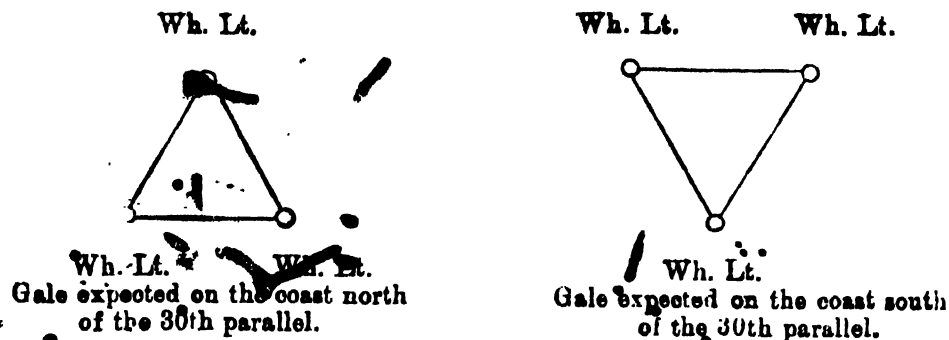 Wh. Lt.
Wh. Lt. Wh. Lt.
Gale expected on the coast north
of the 30th parallel.
Wh. Lt. Wh. Lt.
Wh. Lt.
Gale expected on the coast south
of the 30th parallel.